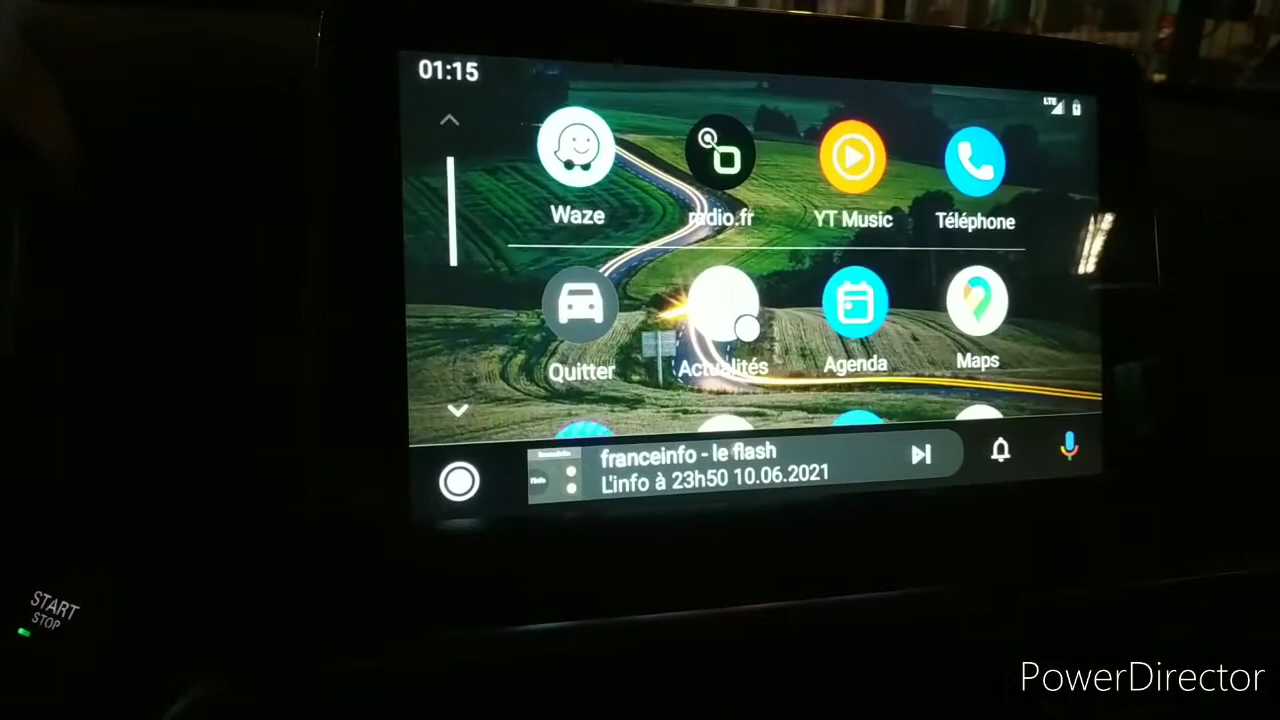 01:15
LTE
Waze
radio.fr
YT Music
Téléphone
Quitter
Actualités
Agenda
Maps
franceinfo - le flash
L'info à 23h50 10.06.2021
START
STOP
PowerDirector